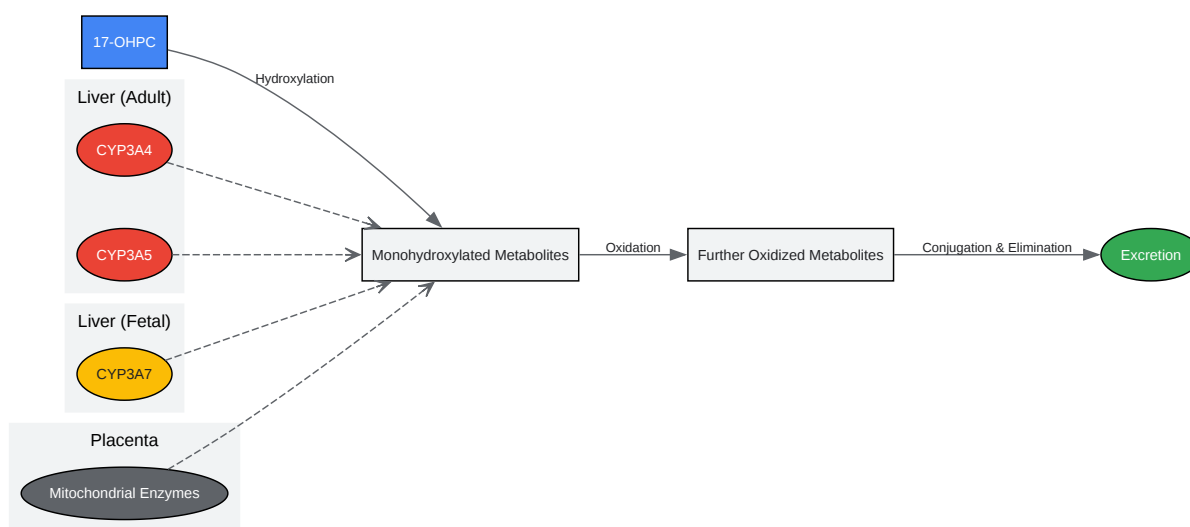 17-OHPC
Hydroxylation
Liver (Adult)
CYP3A4
CYP3A5
Monohydroxylated Metabolites
Oxidation
Further Oxidized Metabolites
Conjugation & Elimination
Excretion
Liver (Fetal)
CYP3A7
Placenta
Mitochondrial Enzymes